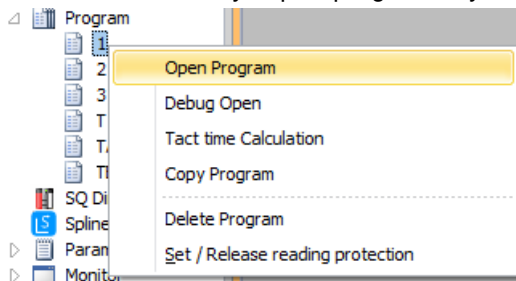 Program
1
Open Program
2
Debug Open
3
T
Tact time Calculation
Copy Program
SQ Di
Delete Program
Spline
Set / Release reading protection
Param